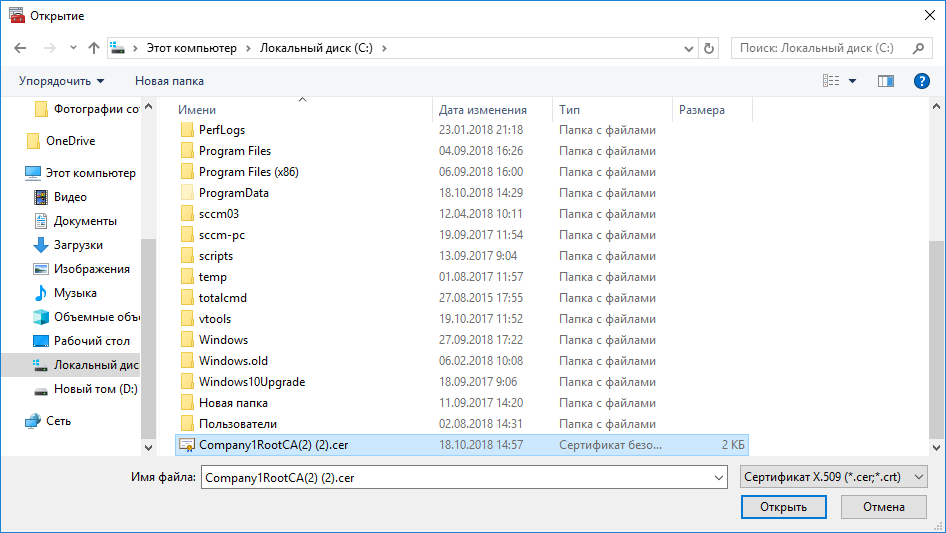 Открытие
Этот компьютер > Локальный диск (C:) >
Поиск: Локальный диск (C:)
Упорядочить
Новая папка
?
Фотографии со
OneDrive
Этот компьютер
Видео
Документы
Загрузки
Изображения
Музыка
Объемные объ
Рабочий стол
Локальный дис
Новый том (D:)
Сеть
Имени Дата изменения Тип Размера
PerfLogs 23.01.2018 21:18 Папка с файлами
Program Files 04.09.2018 16:26 Папка с файлами
Program Files (x86) 06.09.2018 16:00 Папка с файлами
ProgramData 18.10.2018 14:29 Папка с файлами
sccm03 12.04.2018 10:11 Папка с файлами
sccm-pc 19.09.2017 11:54 Папка с файлами
scripts 13.09.2017 9:04 Папка с файлами
temp 01.08.2017 11:57 Папка с файлами
totalcmd 27.08.2015 17:55 Папка с файлами
vtools 19.10.2017 11:52 Папка с файлами
Windows 27.09.2018 17:22 Папка с файлами
Windows.old 06.02.2018 10:08 Папка с файлами
Windows10Upgrade 18.09.2017 9:06 Папка с файлами
Новая папка 11.09.2017 14:20 Папка с файлами
Пользователи 02.08.2018 14:31 Папка с файлами
Company1RootCA(2) (2).cer 18.10.2018 14:57 Сертификат безо... 2 КБ
Имя файла: Company1RootCA(2) (2).cer
Сертификат X.509 (*.cer;*.crt)
Открыть
Отмена